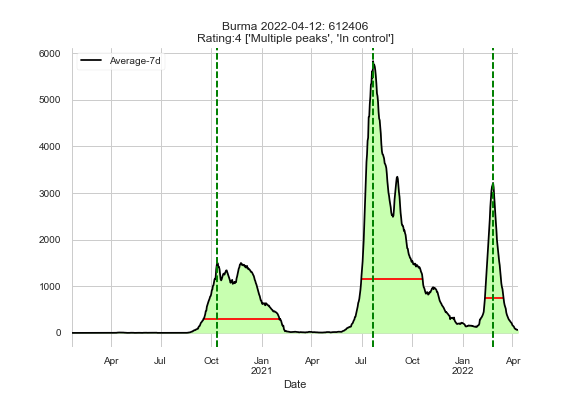 Burma 2022-04-12: 612406
Rating:4 ['Multiple peaks', 'In control']
Average-7d
6000
5000
4000
3000
2000
1000
0
Apr Jul Oct Jan Apr Jul Oct Jan Apr
2021 2022
Date